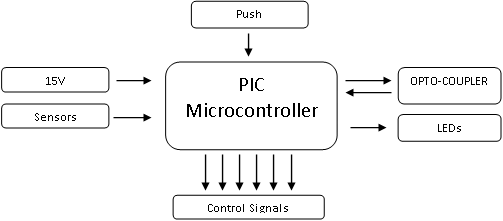 Push
15V
PIC
Microcontroller
OPTO-COUPLER
Sensors
LEDs
Control Signals